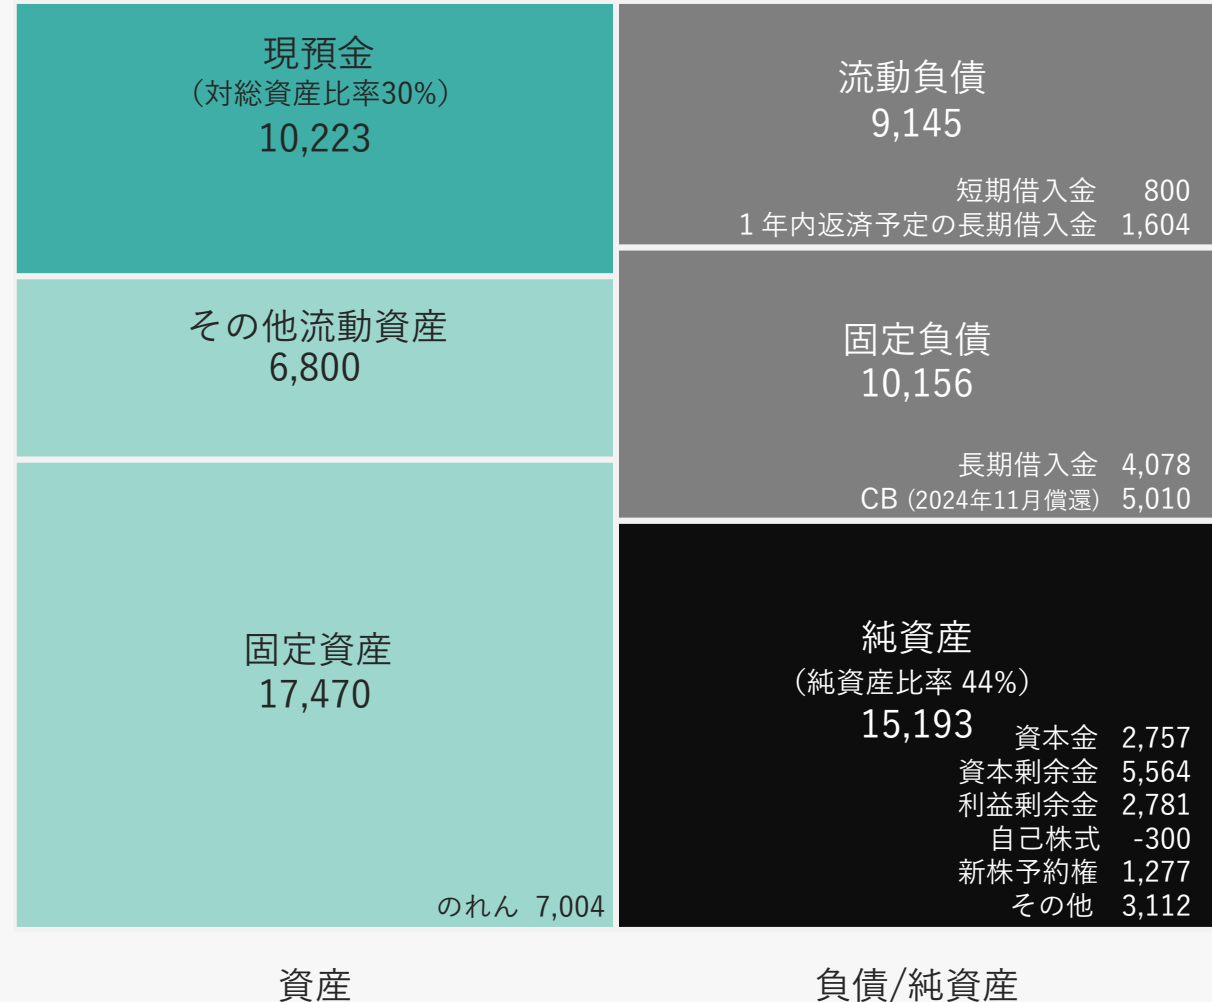 現預金
（対総資産比率30%）
10,223
その他流動資産
6,800
固定資産
17,470
のれん 7,004
資産
流動負債
9,145
短期借入金 800
1年内返済予定の長期借入金 1,604
固定負債
10,156
長期借入金 4,078
CB（2024年11月償還） 5,010
純資産
（純資産比率 44%）
15,193
資本金 2,757
資本剰余金 5,564
利益剰余金 2,781
自己株式 -300
新株予約権 1,277
その他 3,112
負債/純資産